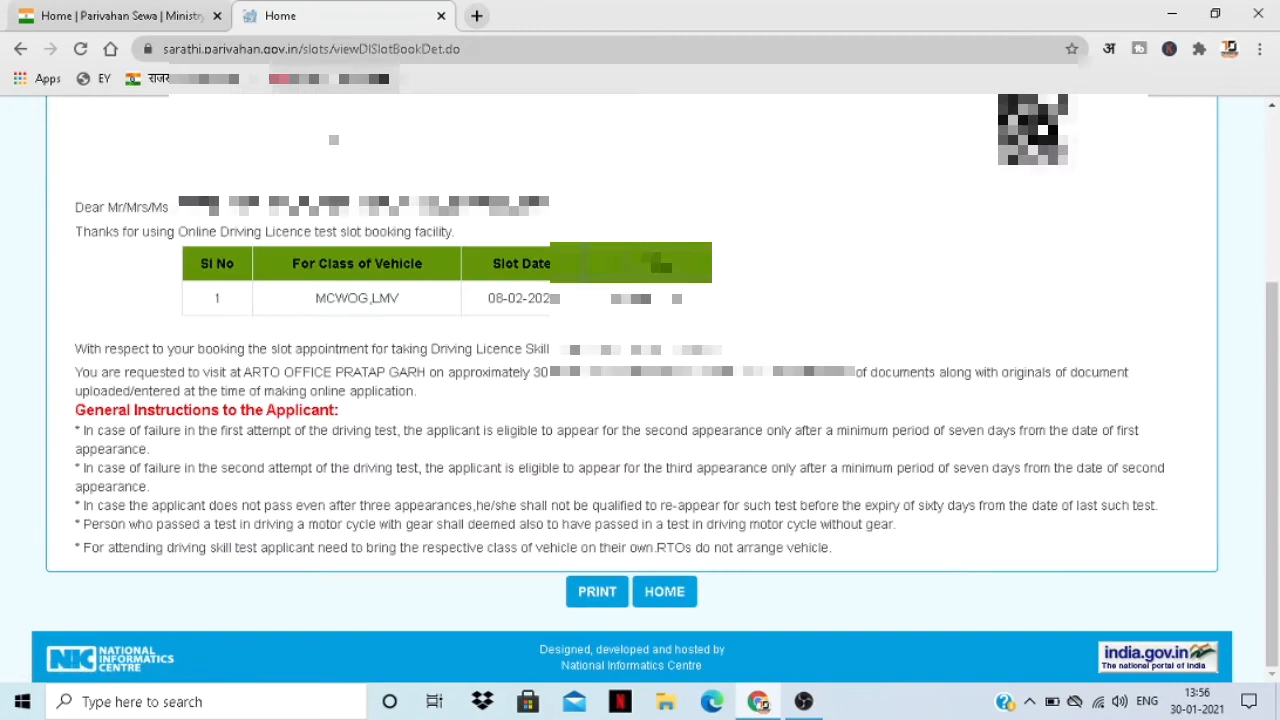 Home | Parivahan Sewa | Ministry
Home
sarathi.parivahan.gov.in/slots/viewDlSlotBookDet.do
Apps
EY
Dear Mr/Mrs/Ms
Thanks for using Online Driving Licence test slot booking facility.
Sl No For Class of Vehicle Slot Date
1 MCWOG,LMV 08-02-202
With respect to your booking the slot appointment for taking Driving Licence Skill
You are requested to visit at ARTO OFFICE PRATAP GARH on approximately 30 of documents along with originals of document
uploaded/entered at the time of making online application.
General Instructions to the Applicant:
* In case of failure in the first attempt of the driving test, the applicant is eligible to appear for the second appearance only after a minimum period of seven days from the date of first
appearance.
* In case of failure in the second attempt of the driving test, the applicant is eligible to appear for the third appearance only after a minimum period of seven days from the date of second
appearance.
* In case the applicant does not pass even after three appearances,he/she shall not be qualified to re-appear for such test before the expiry of sixty days from the date of last such test.
* Person who passed a test in driving a motor cycle with gear shall deemed also to have passed in a test in driving motor cycle without gear.
* For attending driving skill test applicant need to bring the respective class of vehicle on their own.RTOs do not arrange vehicle.
PRINT HOME
NIC NATIONAL
INFORMATICS
CENTRE
Designed, developed and hosted by
National Informatics Centre
india.gov.in
The national portal of India
Type here to search
ENG
13:56
30-01-2021